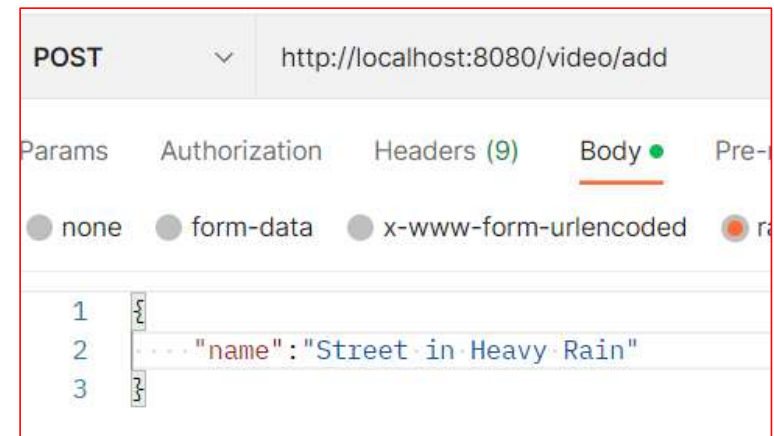 POST http://localhost:8080/video/add
Params Authorization Headers (9) Body Pre-
none form-data x-www-form-urlencoded
1 {
2 "name":"Street in Heavy Rain"
3 }